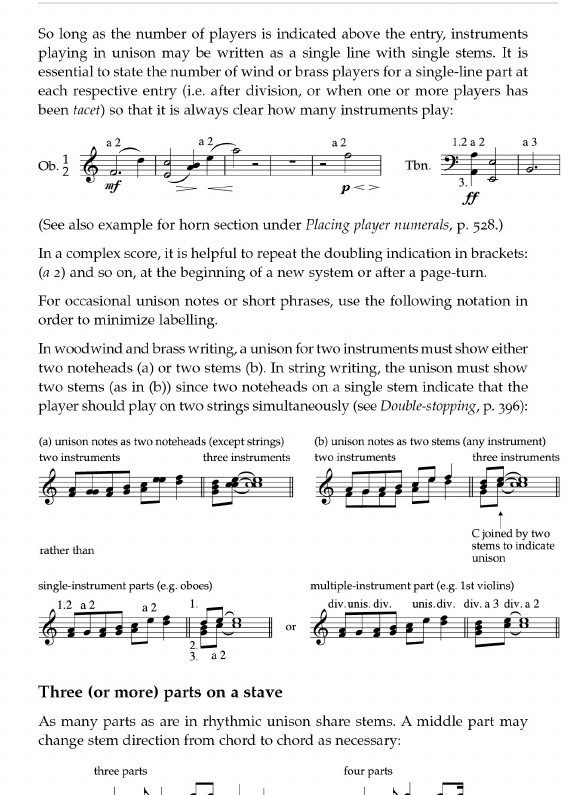 So long as the number of players is indicated above the entry, instruments
playing in unison may be written as a single line with single stems. It is
essential to state the number of wind or brass players for a single-line part at
each respective entry (i.e. after division, or when one or more players has
been tacet) so that it is always clear how many instruments play:
a 2 a 2 a 2 1.2 a 2 a 3
Ob. 1 2 Tbn.
3.
mf p ff
(See also example for horn section under Placing player numerals, p. 528.)
In a complex score, it is helpful to repeat the doubling indication in brackets:
(a 2) and so on, at the beginning of a new system or after a page-turn.
For occasional unison notes or short phrases, use the following notation in
order to minimize labelling.
In woodwind and brass writing, a unison for two instruments must show either
two noteheads (a) or two stems (b). In string writing, the unison must show
two stems (as in (b)) since two noteheads on a single stem indicate that the
player should play on two strings simultaneously (see Double-stopping, p. 396):
(a) unison notes as two noteheads (except strings) (b) unison notes as two stems (any instrument)
two instruments three instruments two instruments three instruments
C joined by two
stems to indicate
unison
rather than
single-instrument parts (e.g. oboes) multiple-instrument part (e.g. 1st violins)
1.2 a 2 a 2 1. div. unis. div. unis. div. div. a 3 div. a 2
or
2.
3. a 2
Three (or more) parts on a stave
As many parts as are in rhythmic unison share stems. A middle part may
change stem direction from chord to chord as necessary:
three parts four parts